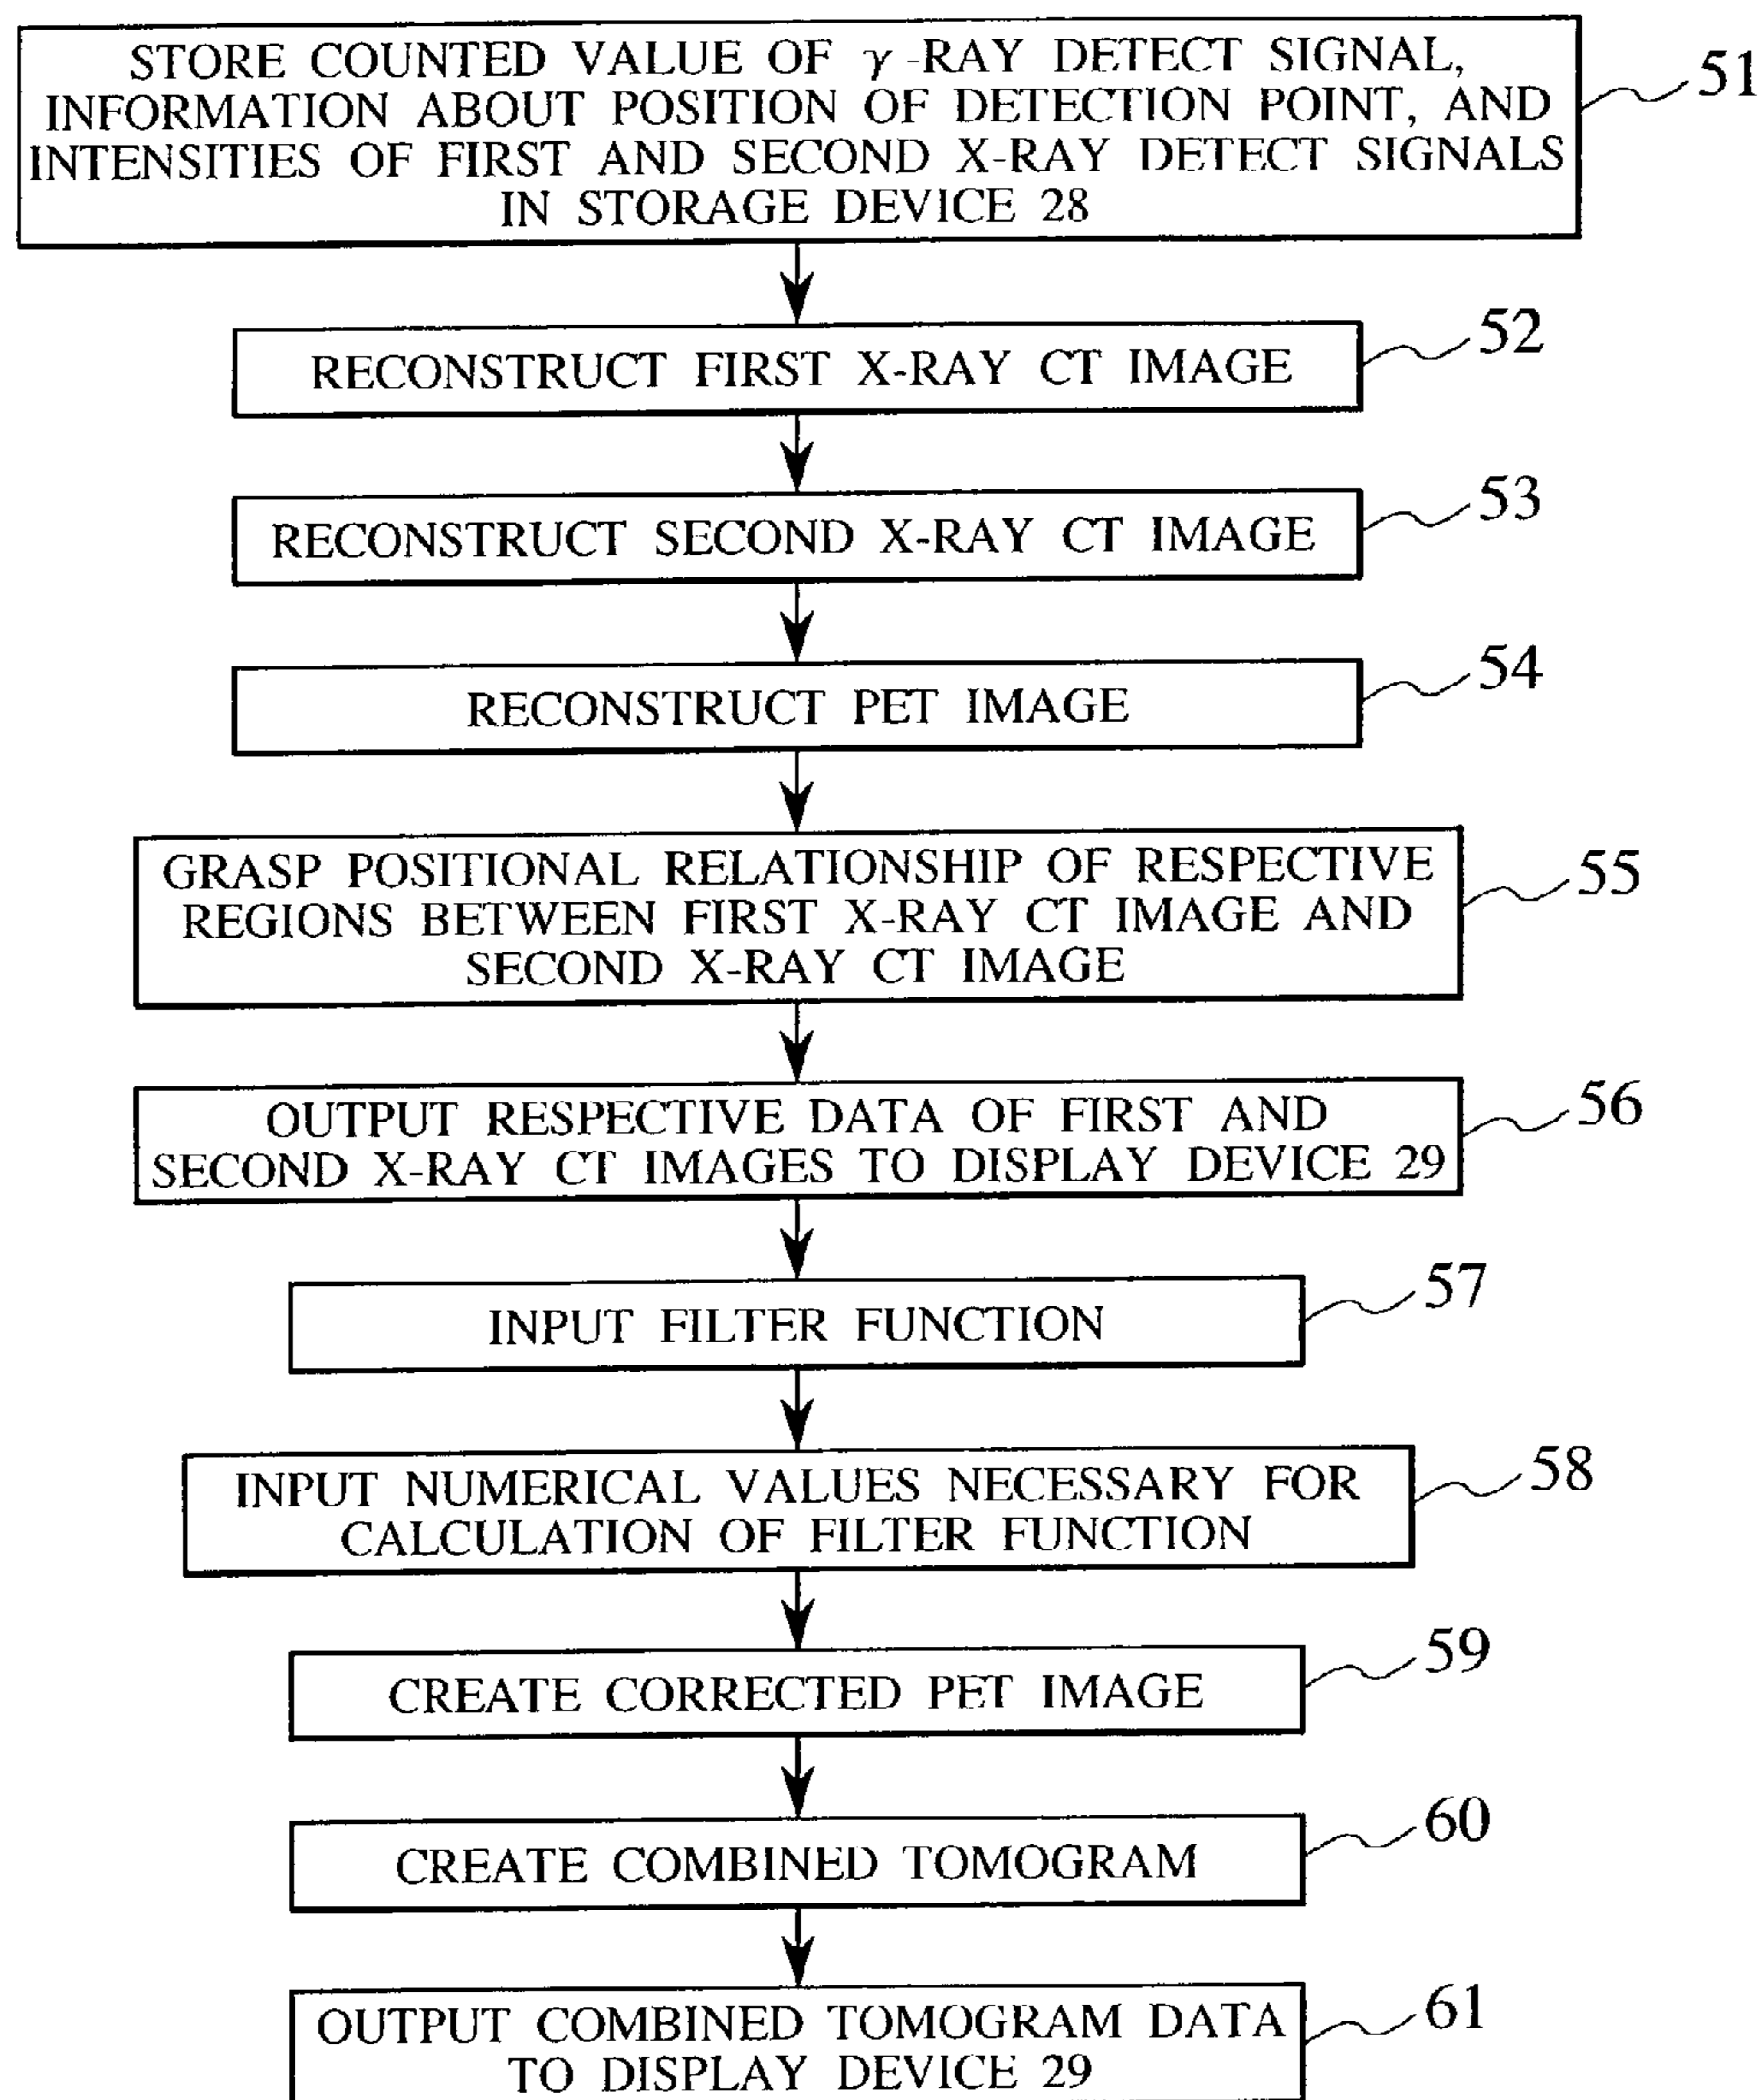 STORE COUNTED VALUE OF γ-RAY DETECT SIGNAL,
INFORMATION ABOUT POSITION OF DETECTION POINT, AND
INTENSITIES OF FIRST AND SECOND X-RAY DETECT SIGNALS
IN STORAGE DEVICE 28
51
RECONSTRUCT FIRST X-RAY CT IMAGE
52
RECONSTRUCT SECOND X-RAY CT IMAGE
53
RECONSTRUCT PET IMAGE
54
GRASP POSITIONAL RELATIONSHIP OF RESPECTIVE
REGIONS BETWEEN FIRST X-RAY CT IMAGE AND
SECOND X-RAY CT IMAGE
55
OUTPUT RESPECTIVE DATA OF FIRST AND
SECOND X-RAY CT IMAGES TO DISPLAY DEVICE 29
56
INPUT FILTER FUNCTION
57
INPUT NUMERICAL VALUES NECESSARY FOR
CALCULATION OF FILTER FUNCTION
58
CREATE CORRECTED PET IMAGE
59
CREATE COMBINED TOMOGRAM
60
OUTPUT COMBINED TOMOGRAM DATA
TO DISPLAY DEVICE 29
61